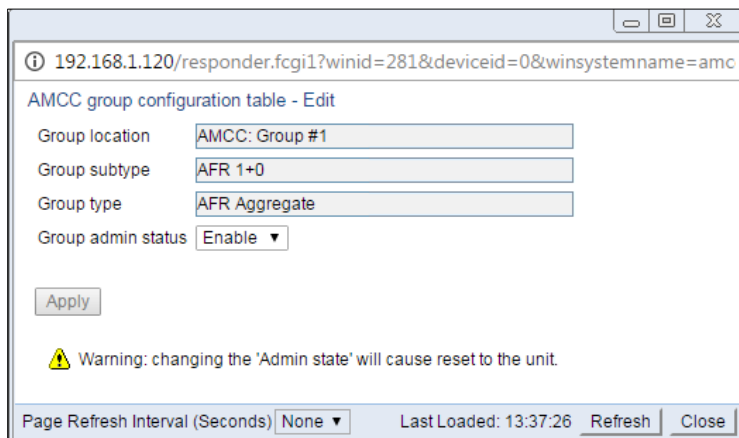 192.168.1.120/responder.fcgi1?winid=281&deviceid=0&winsystemname=amc
AMCC group configuration table - Edit
Group location AMCC: Group #1
Group subtype AFR 1+0
Group type AFR Aggregate
Group admin status Enable
Apply
Warning: changing the 'Admin state' will cause reset to the unit.
Page Refresh Interval (Seconds) None Last Loaded: 13:37:26 Refresh Close